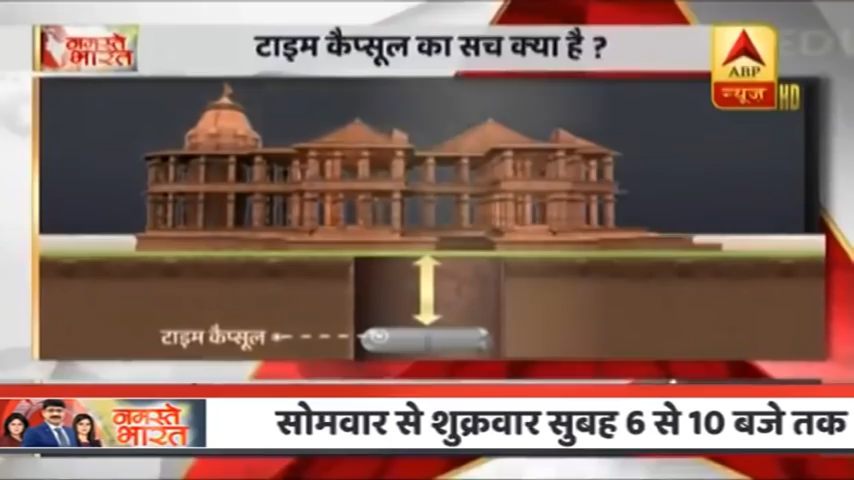 नमस्ते
भारत
टाइम कैप्सूल का सच क्या है ?
ABP
न्यूज़
HD
टाइम कैप्सूल
नमस्ते
भारत
सोमवार से शुक्रवार सुबह 6 से 10 बजे तक